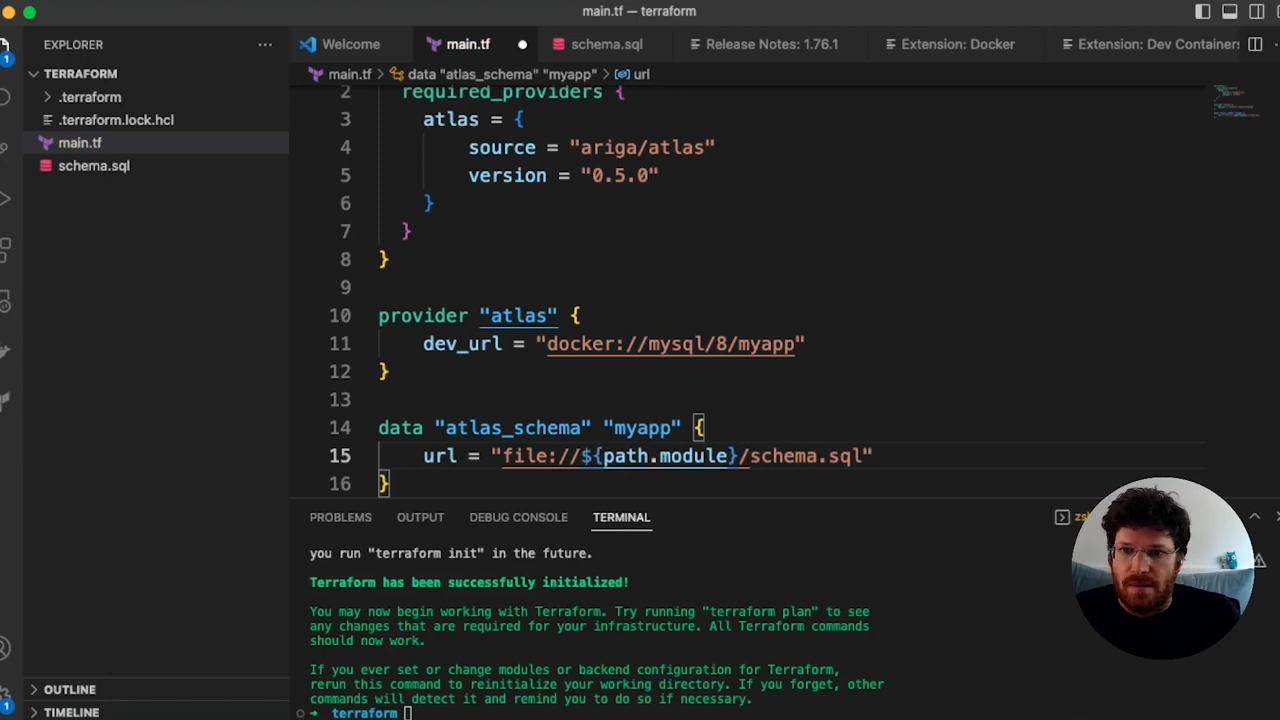 main.tf — terraform
EXPLORER
TERRAFORM
.terraform
.terraform.lock.hcl
main.tf
schema.sql
OUTLINE
TIMELINE
1
1
Welcome
main.tf
schema.sql
Release Notes: 1.76.1
Extension: Docker
Extension: Dev Containers
main.tf > data "atlas_schema" "myapp" > url
2 required_providers {
3 atlas = {
4 source = "ariga/atlas"
5 version = "0.5.0"
6 }
7 }
8 }
9
10 provider "atlas" {
11 dev_url = "docker://mysql/8/myapp"
12 }
13
14 data "atlas_schema" "myapp" {
15 url = "file://${path.module}/schema.sql"
16 }
PROBLEMS OUTPUT DEBUG CONSOLE TERMINAL
you run "terraform init" in the future.
Terraform has been successfully initialized!
You may now begin working with Terraform. Try running "terraform plan" to see
any changes that are required for your infrastructure. All Terraform commands
should now work.
If you ever set or change modules or backend configuration for Terraform,
rerun this command to reinitialize your working directory. If you forget, other
commands will detect it and remind you to do so if necessary.
➜ terraform